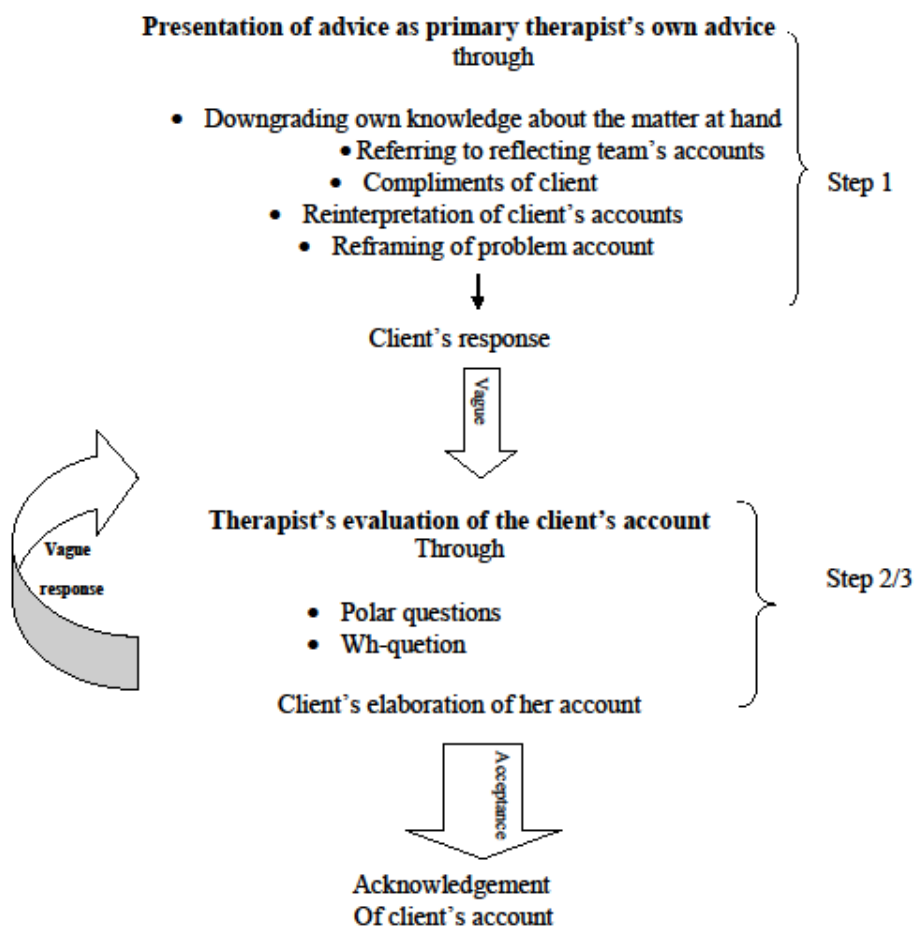 Presentation of advice as primary therapist's own advice
through
• Downgrading own knowledge about the matter at hand
• Referring to reflecting team's accounts
• Compliments of client
• Reinterpretation of client's accounts
• Reframing of problem account
Step 1
Client's response
Vague
Therapist's evaluation of the client's account
Through
• Polar questions
• Wh-quetion
Client's elaboration of her account
Step 2/3
Vague
response
Acceptance
Acknowledgement
Of client's account